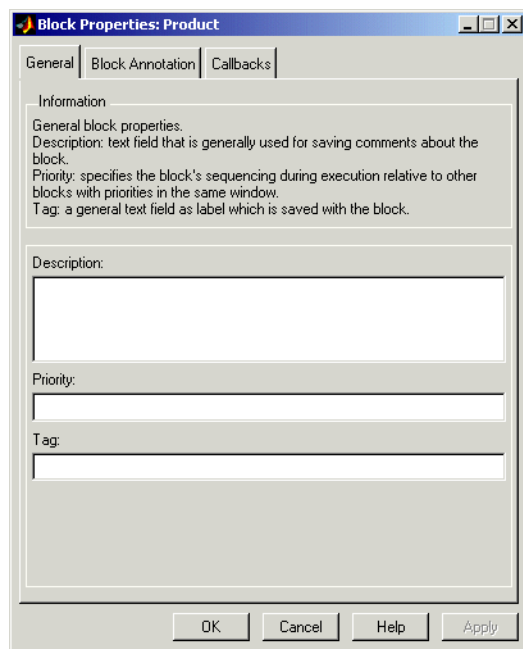 Block Properties: Product
General
Block Annotation
Callbacks
Information
General block properties.
Description: text field that is generally used for saving comments about the
block.
Priority: specifies the block's sequencing during execution relative to other
blocks with priorities in the same window.
Tag: a general text field as label which is saved with the block.
Description:
Priority:
Tag:
OK
Cancel
Help
Apply